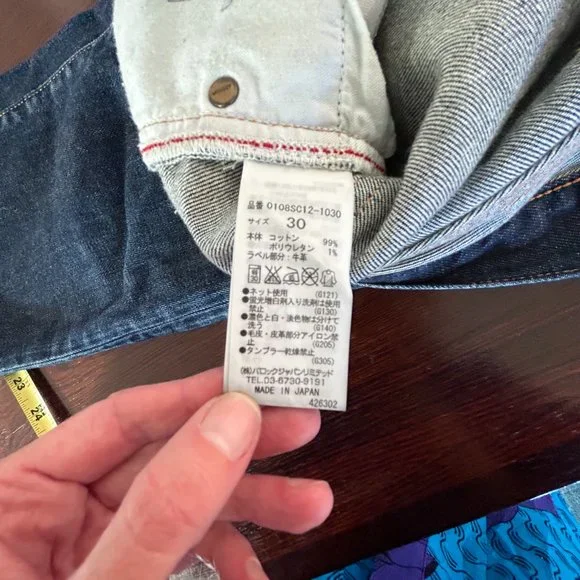 品番 0108SC12-1030
サイズ 30
本体 コットン 99%
ポリウレタン 1%
ラベル部分:牛革
●ネット使用 (G121)
●蛍光増白剤入り洗剤は禁止
(G130)
●濃色と白・淡色物は分けて
洗う (G140)
●毛皮・皮革部分アイロン禁
止 (G205)
●タンブラー乾燥禁止
(G305)
(株)バロックジャパンリミテッド
TEL.03-6730-9191
MADE IN JAPAN
426302
23
24